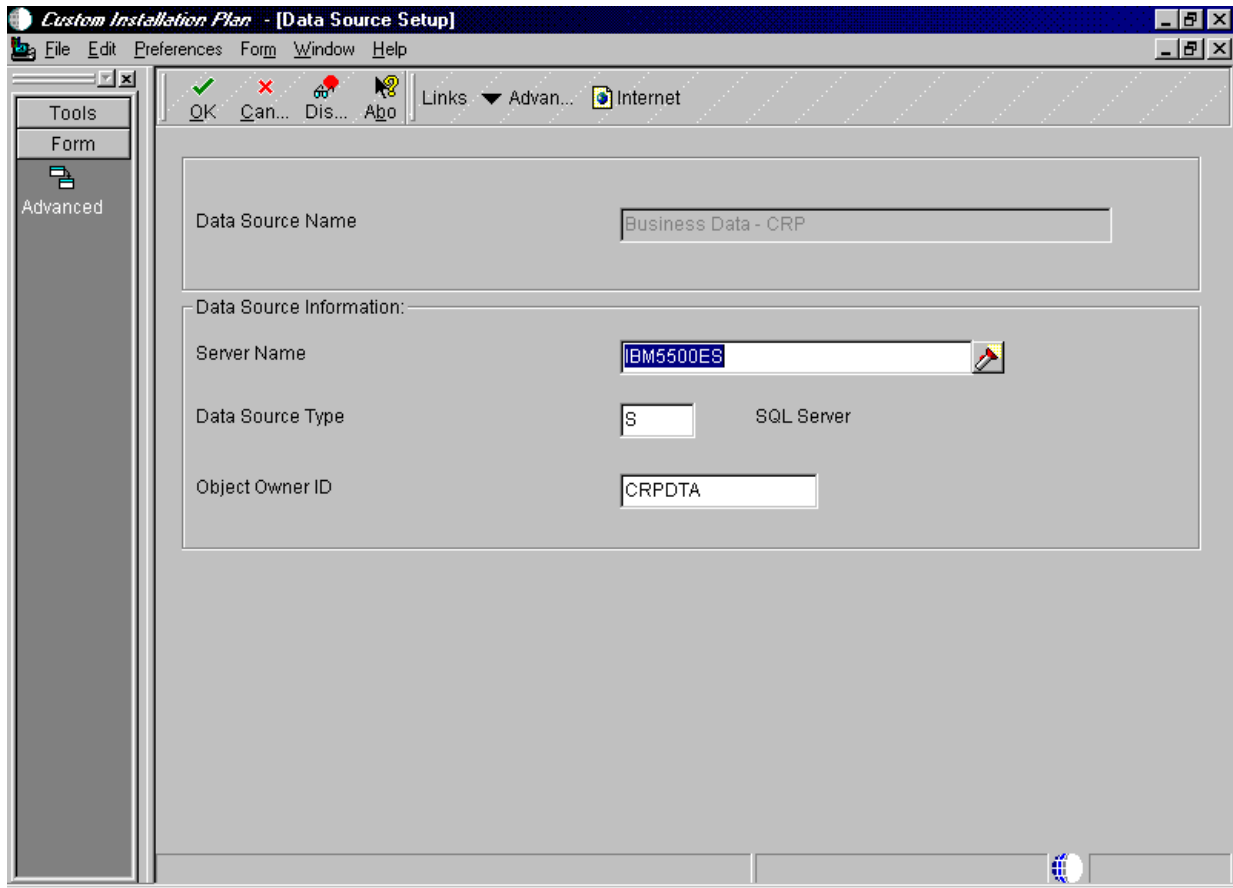 Custom Installation Plan - [Data Source Setup]
File Edit Preferences Form Window Help
Tools
Form
Advanced
OK Can... Dis... Abo Links Advan... Internet
Data Source Name Business Data - CRP
Data Source Information:
Server Name IBM5500ES
Data Source Type S SQL Server
Object Owner ID CRPDTA